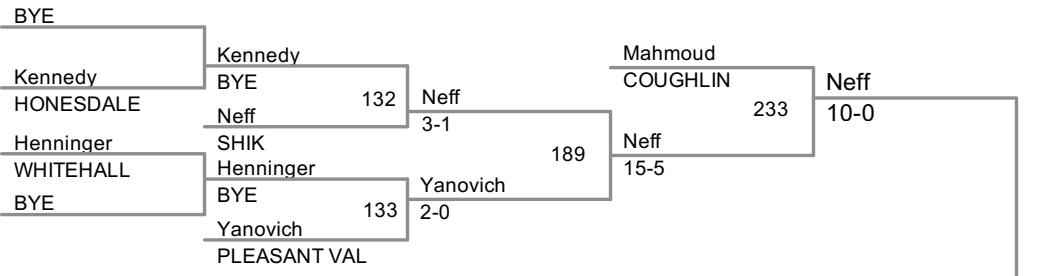 BYE
Kennedy
HONESDALE
Henninger
WHITEHALL
BYE
Kennedy
BYE
132
Neff
SHIK
Henninger
BYE
133
Yanovich
PLEASANT VAL
Neff
3-1
189
Yanovich
2-0
Mahmoud
COUGHLIN
233
Neff
15-5
Neff
10-0